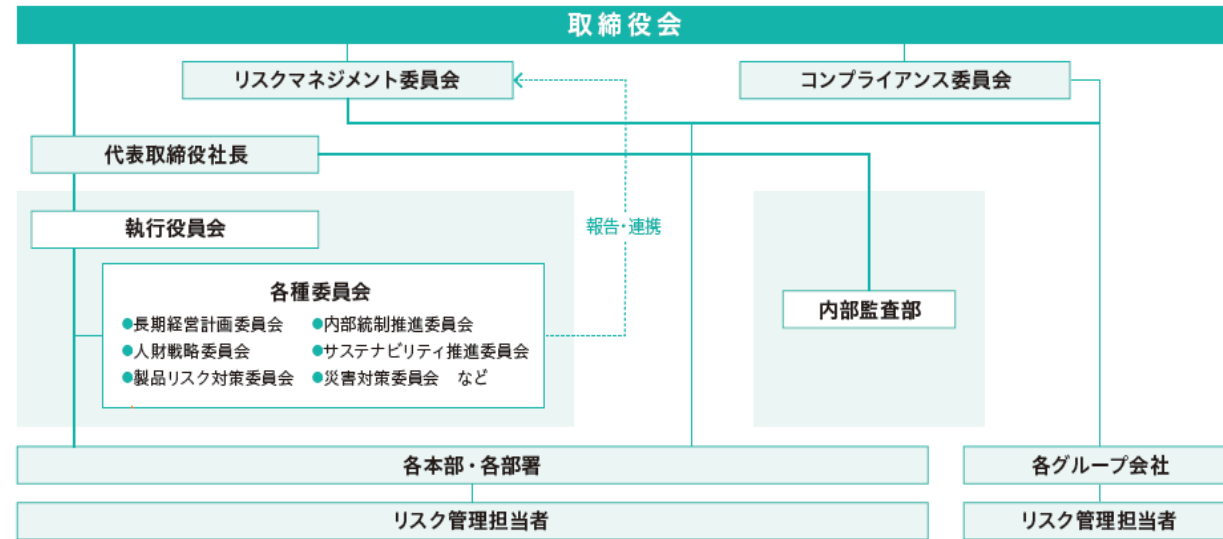 取締役会
リスクマネジメント委員会
コンプライアンス委員会
代表取締役社長
執行役員会
報告・連携
各種委員会
●長期経営計画委員会 ●内部統制推進委員会
●人財戦略委員会 ●サステナビリティ推進委員会
●製品リスク対策委員会 ●災害対策委員会 など
内部監査部
各本部・各部署
各グループ会社
リスク管理担当者
リスク管理担当者